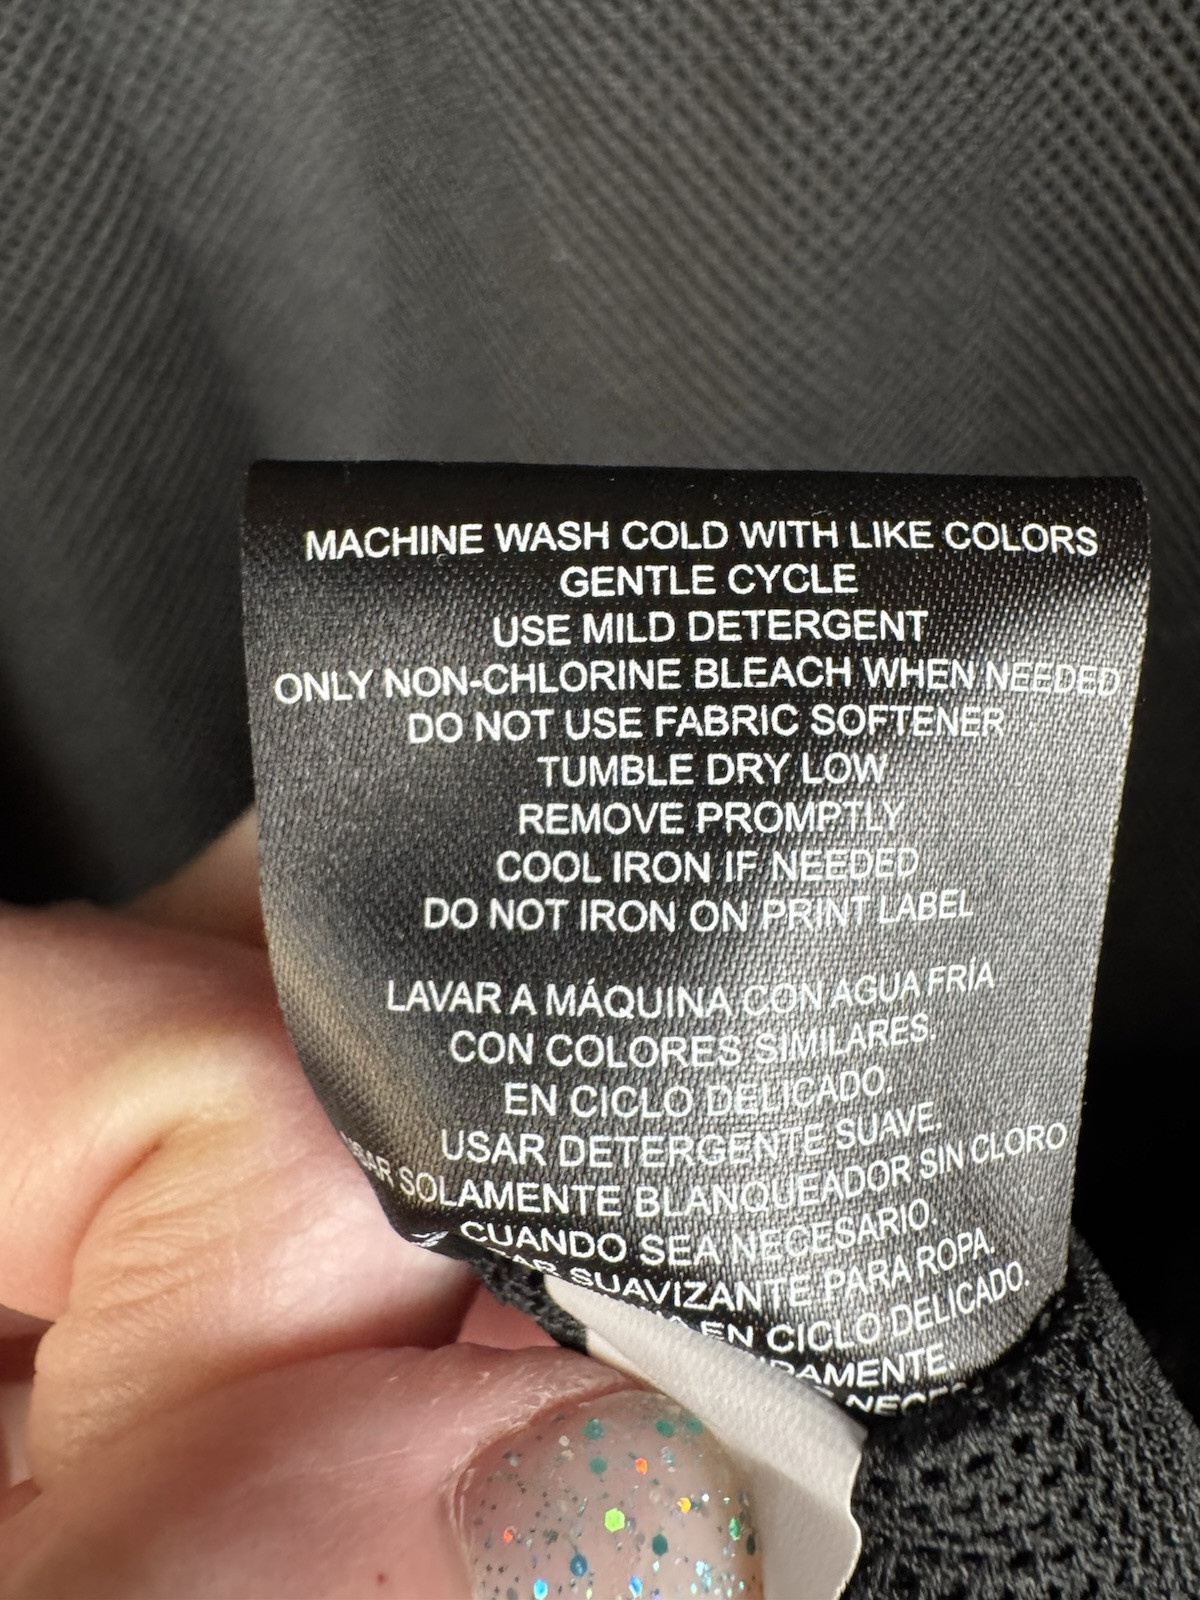 MACHINE WASH COLD WITH LIKE COLORS
GENTLE CYCLE
USE MILD DETERGENT
ONLY NON-CHLORINE BLEACH WHEN NEEDED
DO NOT USE FABRIC SOFTENER
TUMBLE DRY LOW
REMOVE PROMPTLY
COOL IRON IF NEEDED
DO NOT IRON ON PRINT LABEL
LAVAR A MÁQUINA CON AGUA FRÍA
CON COLORES SIMILARES.
EN CICLO DELICADO.
USAR DETERGENTE SUAVE.
SOLAMENTE BLANQUEADOR SIN CLORO
CUANDO SEA NECESARIO.
SUAVIZANTE PARA ROPA.
EN CICLO DELICADO